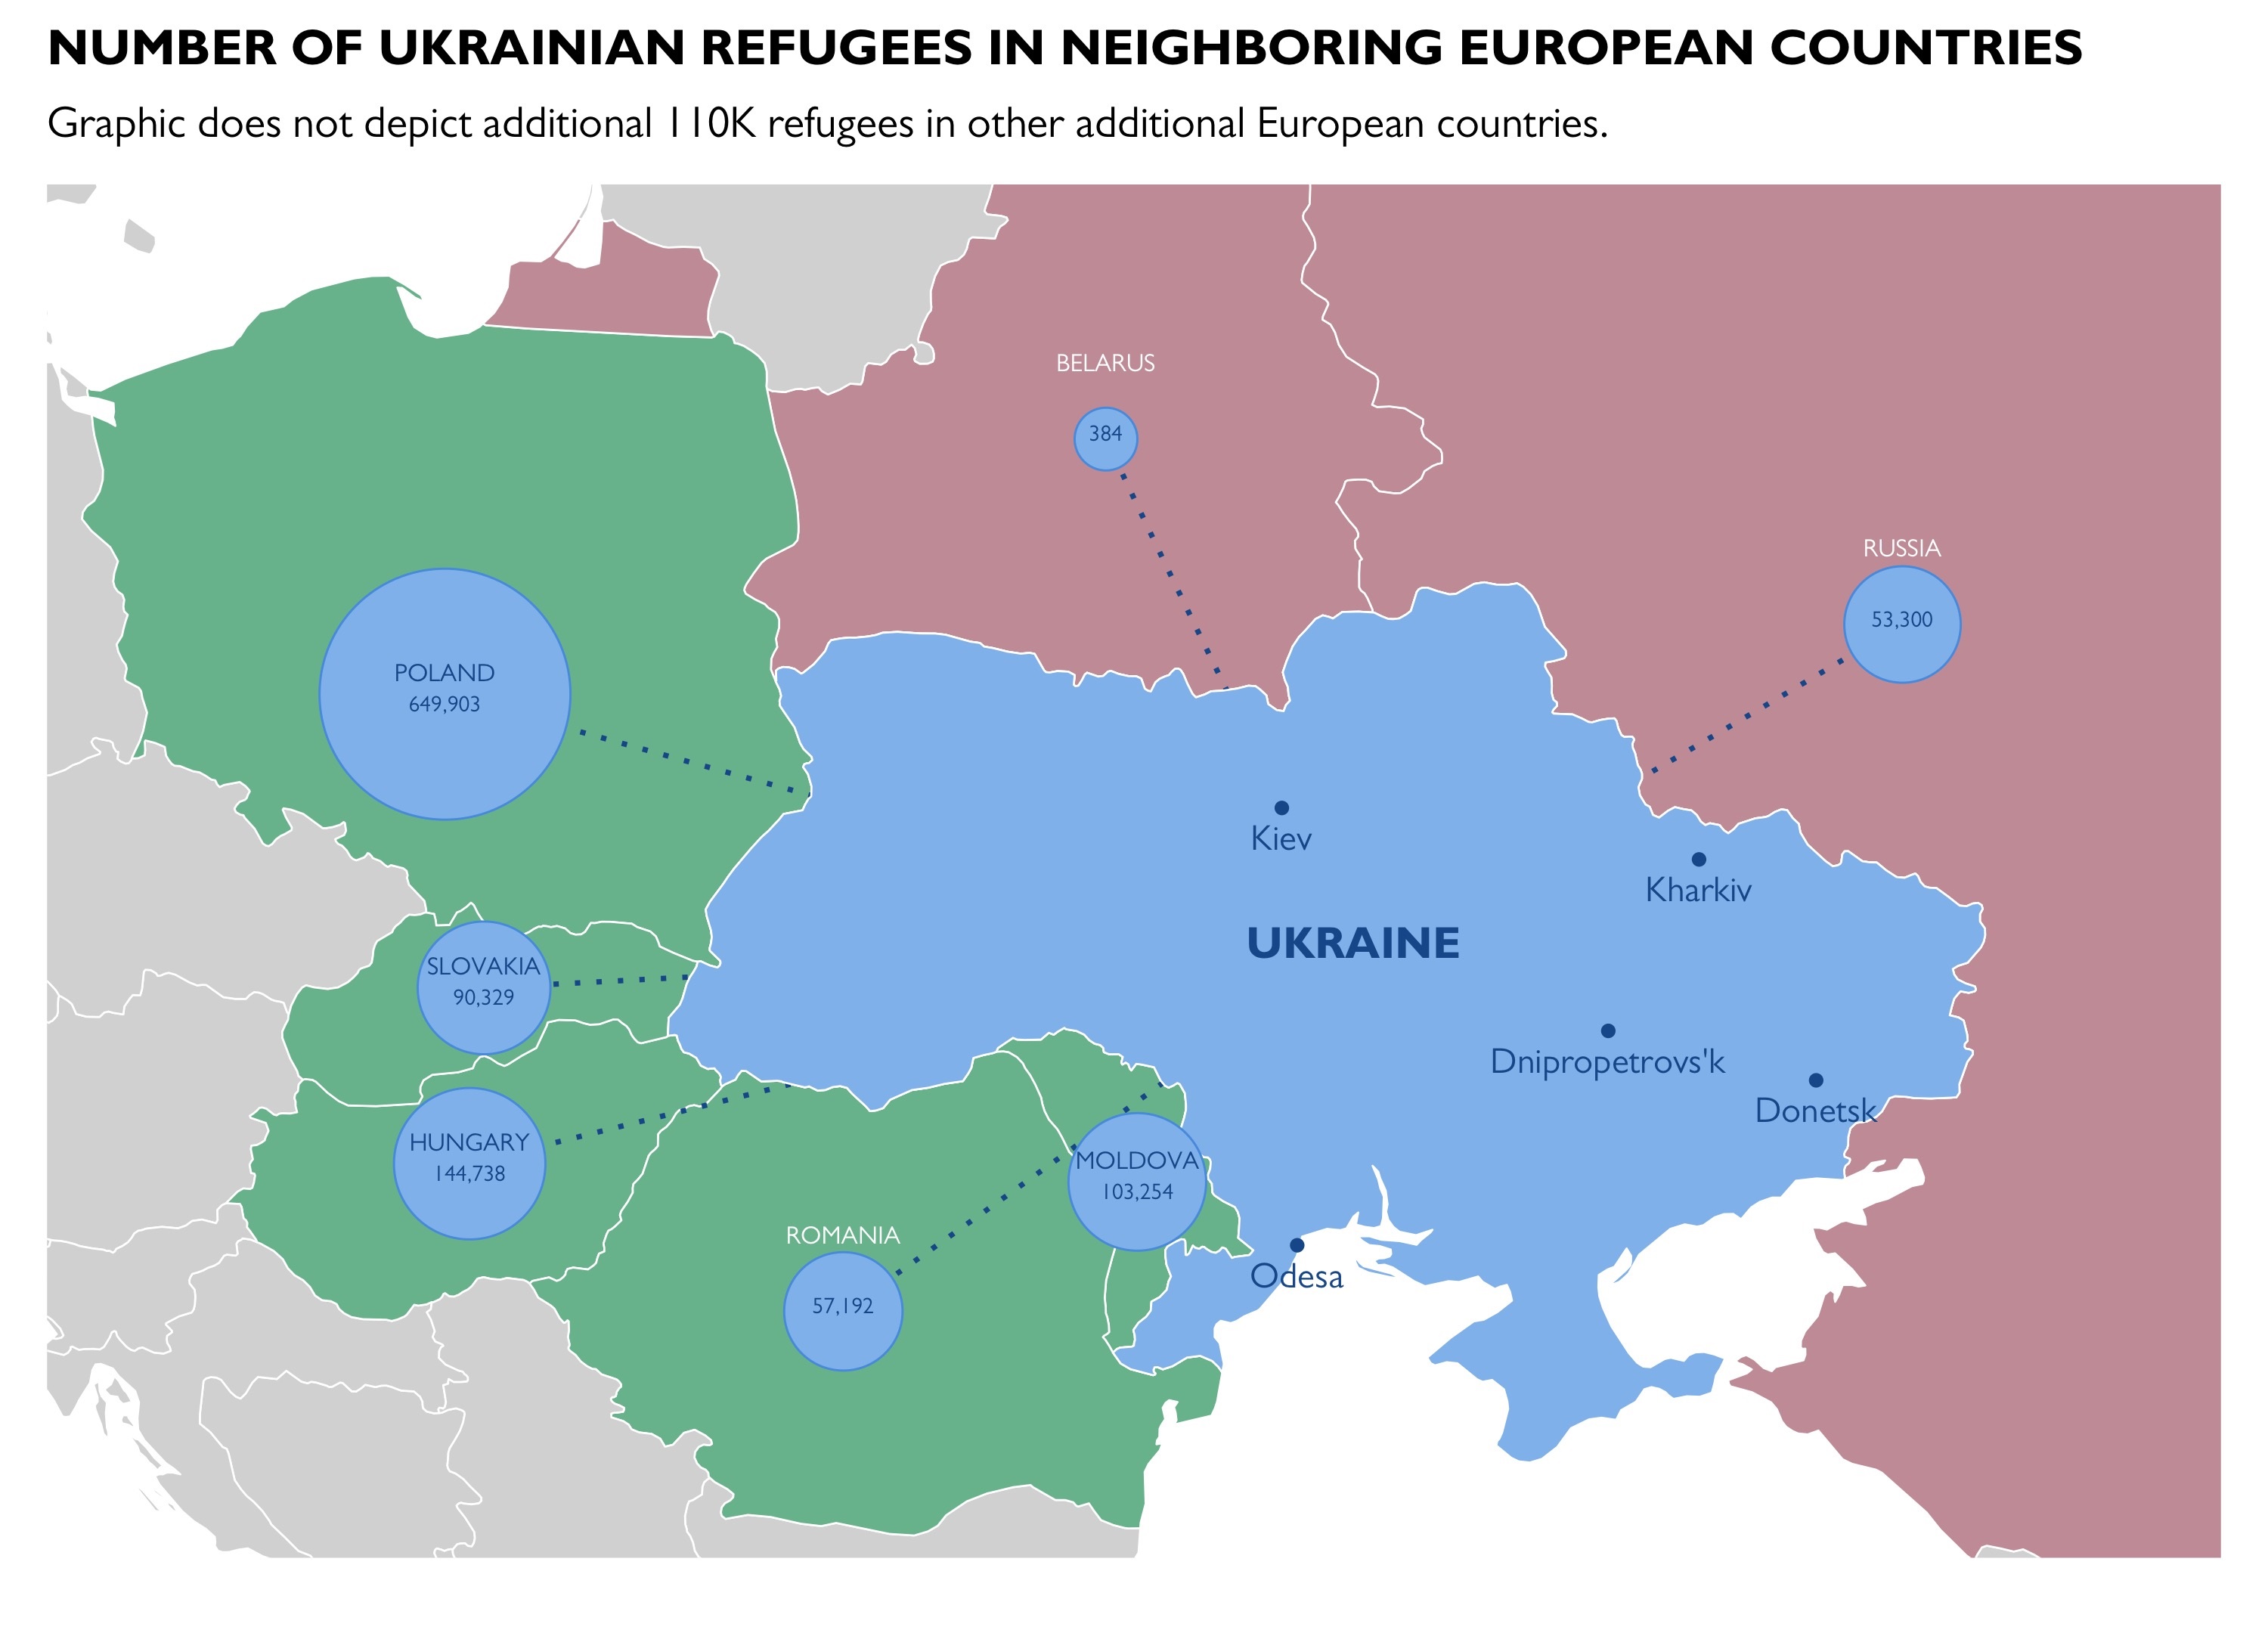 NUMBER OF UKRAINIAN REFUGEES IN NEIGHBORING EUROPEAN COUNTRIES
Graphic does not depict additional 110K refugees in other additional European countries.
BELARUS
384
RUSSIA
53,300
POLAND
649,903
Kiev
Kharkiv
UKRAINE
SLOVAKIA
90,329
Dnipropetrovs'k
Donetsk
HUNGARY
144,738
MOLDOVA
103,254
ROMANIA
57,192
Odesa